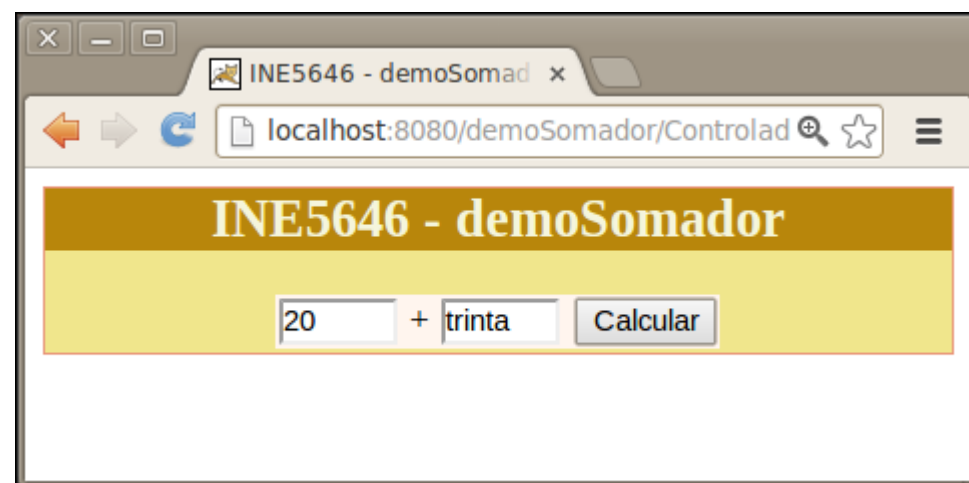 INE5646 - demoSomad
localhost:8080/demoSomador/Controlad
INE5646 - demoSomador
20 + trinta Calcular